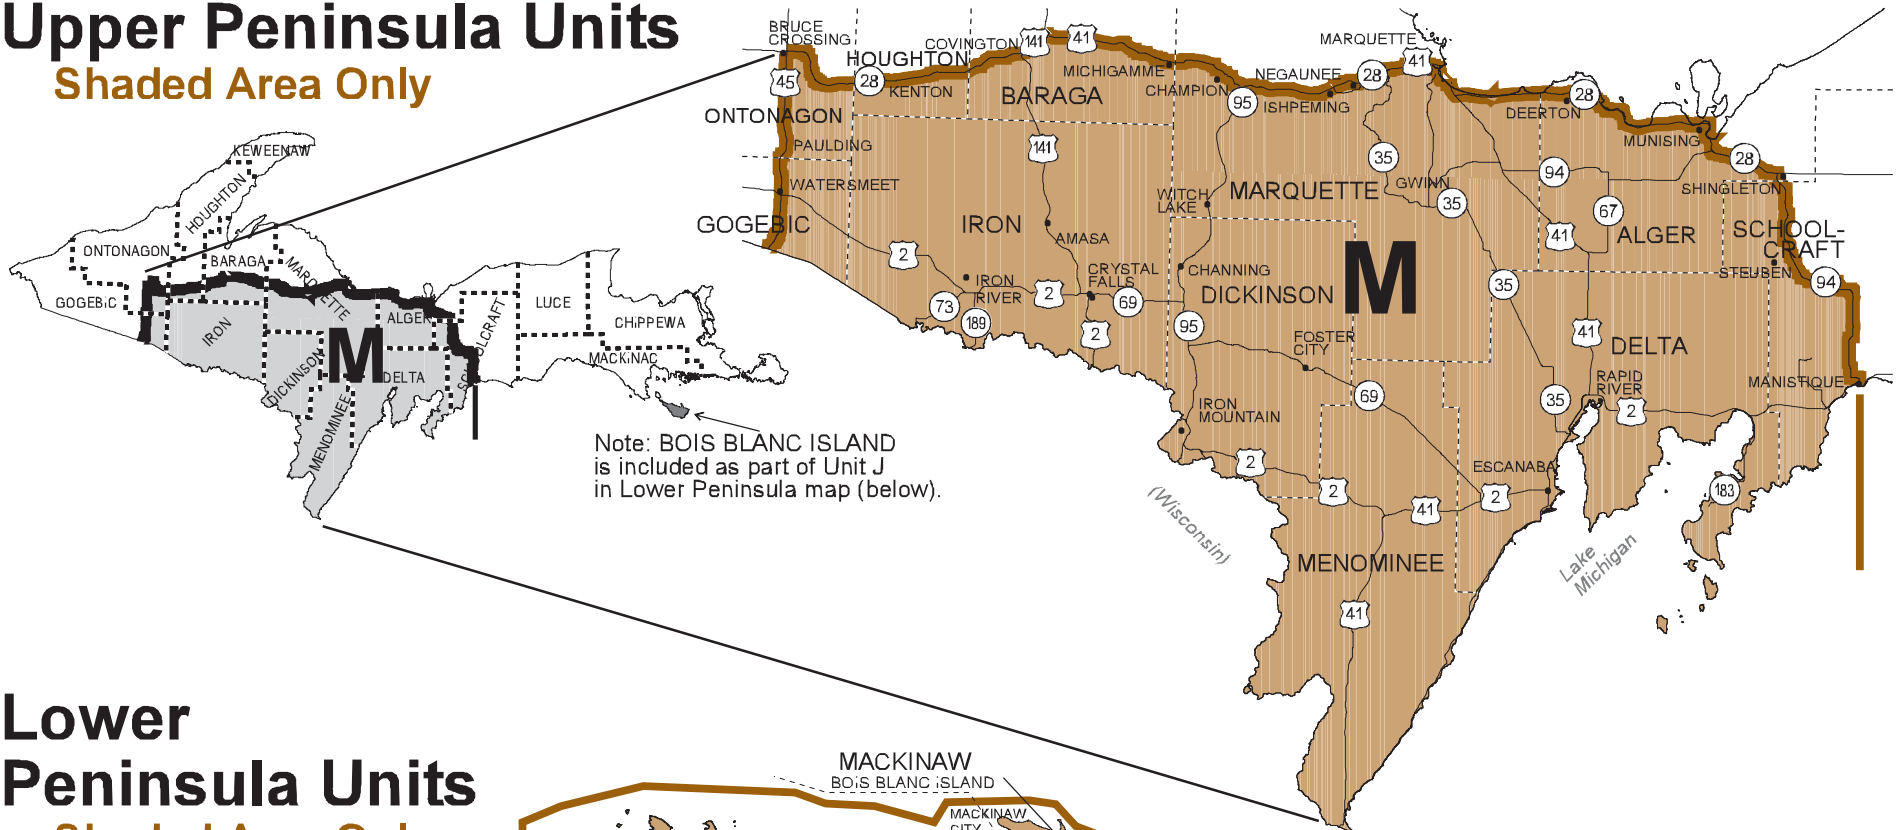 Upper Peninsula Units
Shaded Area Only
KEWEENAW
HOUGHTON
ONTONAGON
BARAGA
MARQUETTE
GOGEBIC
IRON
ALGER
LUCE
CHIPPEWA
MACKINAC
DICKINSON
M
DELTA
MENOMINEE
Note: BOIS BLANC ISLAND
is included as part of Unit J
in Lower Peninsula map (below).
BRUCE
CROSSING
HOUGHTON
COVINGTON
141
41
MICHIGAMME
CHAMPION
95
NEGAUNEE
ISHPEMING
28
MARQUETTE
41
45
28
KENTON
BARAGA
ONTONAGON
PAULDING
141
DEERTON
28
MUNISING
28
SHINGLETON
WATERSMEET
WITCH
LAKE
MARQUETTE
35
GWINN
35
94
67
GOGEBIC
IRON
AMASA
41
ALGER
SCHOOL-
CRAFT
STEUBEN
94
2
IRON
RIVER
2
CRYSTAL
FALLS
69
CHANNING
DICKINSON
M
35
73
189
2
95
FOSTER
CITY
41
DELTA
RAPID
RIVER
MANISTIQUE
IRON
MOUNTAIN
69
35
2
2
ESCANABA
2
41
2
183
(Wisconsin)
MENOMINEE
Lake
Michigan
41
Lower
Peninsula Units
MACKINAW
BOIS BLANC ISLAND
MACKINAW
CITY
Shaded Area Only